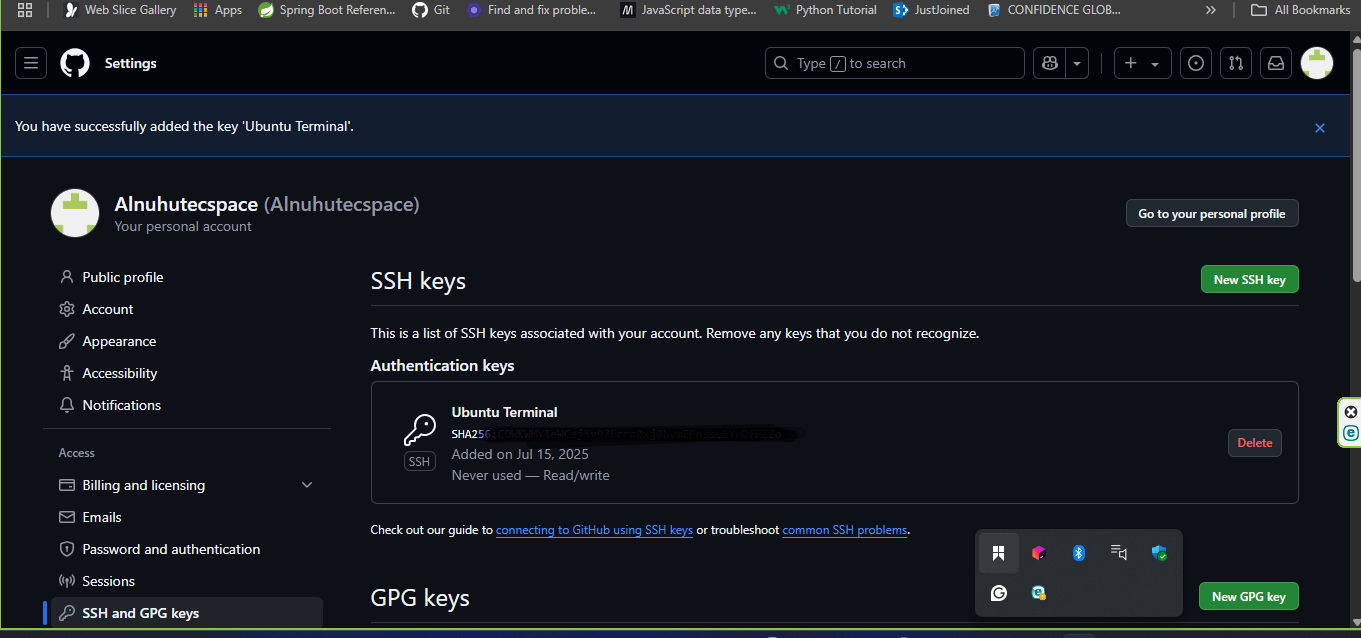 Web Slice Gallery
Apps
Spring Boot Referen...
Git
Find and fix proble...
JavaScript data type...
Python Tutorial
JustJoined
CONFIDENCE GLOB...
All Bookmarks
Settings
Type / to search
You have successfully added the key 'Ubuntu Terminal'.
Alnuhutecspace (Alnuhutecspace)
Your personal account
Go to your personal profile
Public profile
Account
Appearance
Accessibility
Notifications
Access
Billing and licensing
Emails
Password and authentication
Sessions
SSH and GPG keys
SSH keys
New SSH key
This is a list of SSH keys associated with your account. Remove any keys that you do not recognize.
Authentication keys
Ubuntu Terminal
SHA256:
SSH
Added on Jul 15, 2025
Never used — Read/write
Delete
Check out our guide to connecting to GitHub using SSH keys or troubleshoot common SSH problems.
GPG keys
New GPG key